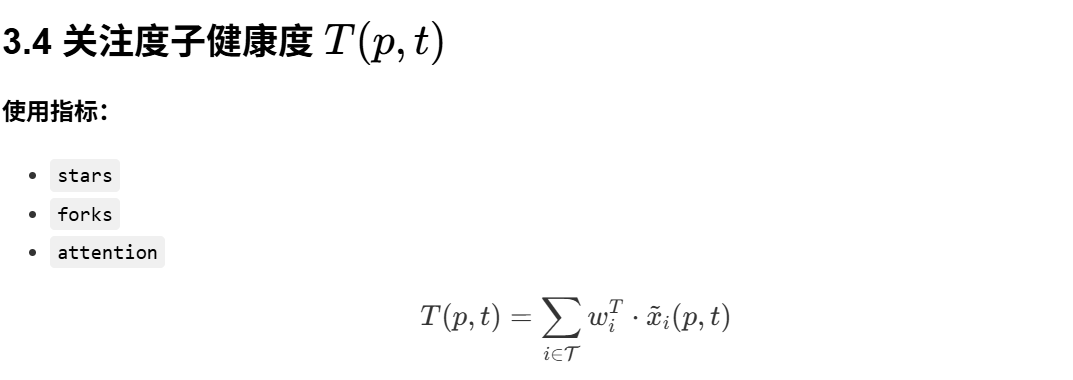 3.4 关注度子健康度 T(p, t)
使用指标：
• stars
• forks
• attention
T(p, t) = ∑_{i∈𝒯} w_i^T · x̃_i(p, t)